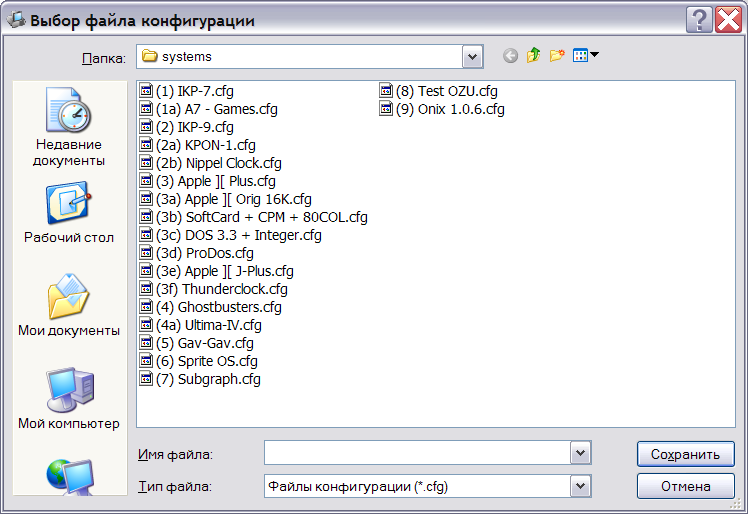 Выбор файла конфигурации
Папка:
systems
Недавние
документы
Рабочий стол
Мои документы
Мой компьютер
(1) IKP-7.cfg
(1a) A7 - Games.cfg
(2) IKP-9.cfg
(2a) KPON-1.cfg
(2b) Nippel Clock.cfg
(3) Apple ][ Plus.cfg
(3a) Apple ][ Orig 16K.cfg
(3b) SoftCard + CPM + 80COL.cfg
(3c) DOS 3.3 + Integer.cfg
(3d) ProDos.cfg
(3e) Apple ][ J-Plus.cfg
(3f) Thunderclock.cfg
(4) Ghostbusters.cfg
(4a) Ultima-IV.cfg
(5) Gav-Gav.cfg
(6) Sprite OS.cfg
(7) Subgraph.cfg
(8) Test OZU.cfg
(9) Onix 1.0.6.cfg
Имя файла:
Сохранить
Тип файла:
Файлы конфигурации (*.cfg)
Отмена